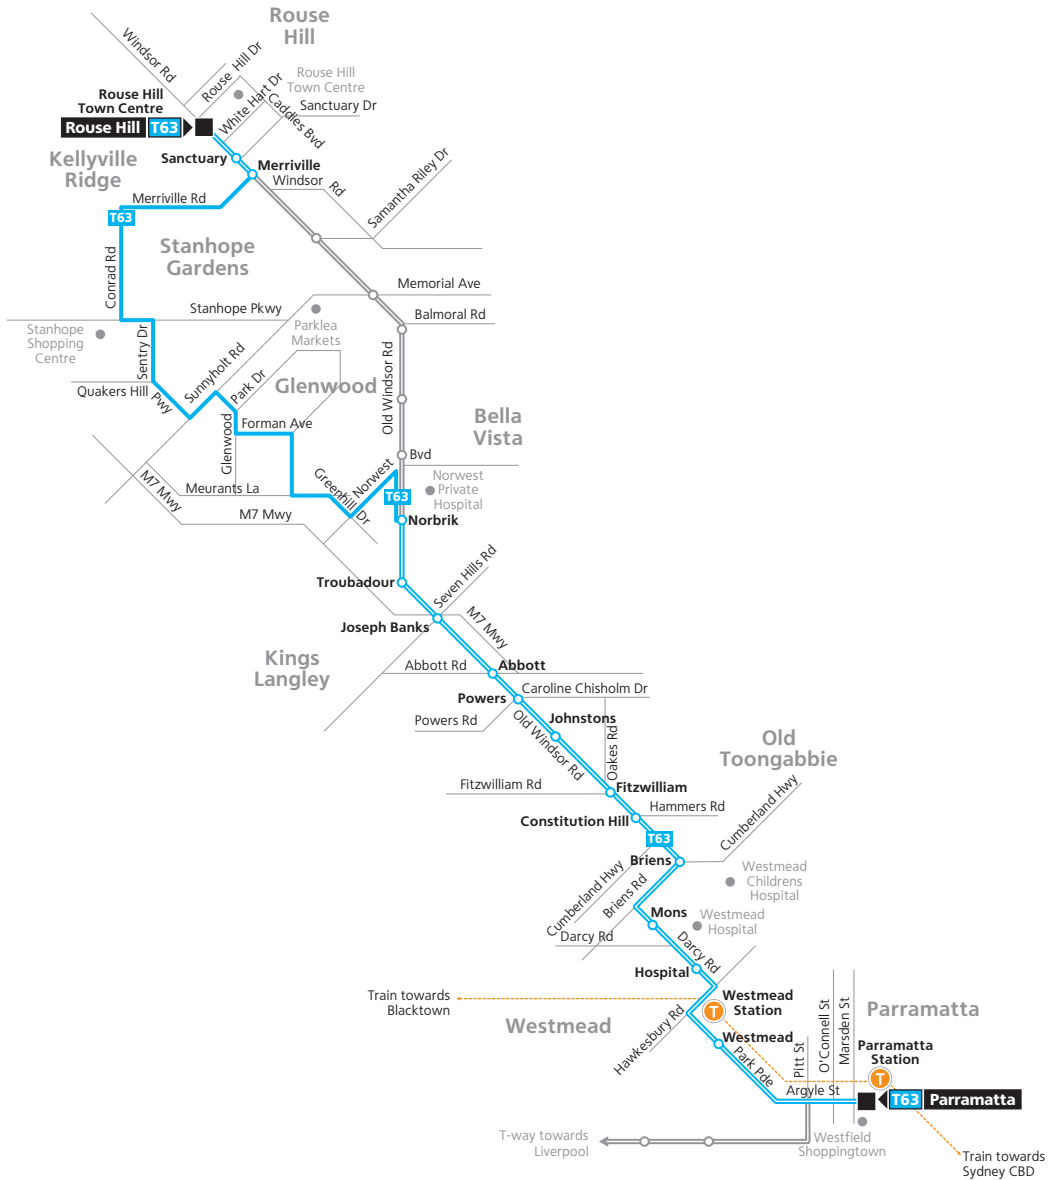 Rouse
Hill
Windsor Rd
Rouse Hill Dr
Rouse Hill
Town Centre
White Hart Dr
Caddies Bvd
Sanctuary Dr
Rouse Hill
Town Centre
Rouse Hill T63
Kellyville
Ridge
Sanctuary
Merriville
Windsor Rd
Samantha Riley Dr
Merriville Rd
T63
Conrad Rd
Stanhope
Gardens
Memorial Ave
Stanhope Pkwy
Balmoral Rd
Stanhope
Shopping
Centre
Parklea
Markets
Sentry Dr
Quakers Hill Pwy
Sunnyholt Rd
Park Dr
Glenwood
Old Windsor Rd
Glenwood
Forman Ave
Bella
Vista
Norwest Bvd
Norwest
Private
Hospital
M7 Mwy
Meurants La
Greenhill Dr
T63
M7 Mwy
Norbrik
Troubadour
Seven Hills Rd
M7 Mwy
Joseph Banks
Kings
Langley
Abbott Rd
Abbott
Powers
Caroline Chisholm Dr
Powers Rd
Johnstons
Old Windsor Rd
Oakes Rd
Old
Toongabbie
Fitzwilliam Rd
Fitzwilliam
Hammers Rd
Constitution Hill
T63
Cumberland Hwy
Briens
Cumberland Hwy
Briens Rd
Westmead
Childrens
Hospital
Mons
Westmead
Hospital
Darcy Rd
Darcy Rd
Hospital
Train towards
Blacktown
T
Westmead
Station
Westmead
Hawkesbury Rd
Westmead
Park Pde
Pitt St
O'Connell St
Marsden St
Parramatta
Parramatta
Station
T
Argyle St
T63 Parramatta
T-way towards
Liverpool
Westfield
Shoppingtown
Train towards
Sydney CBD